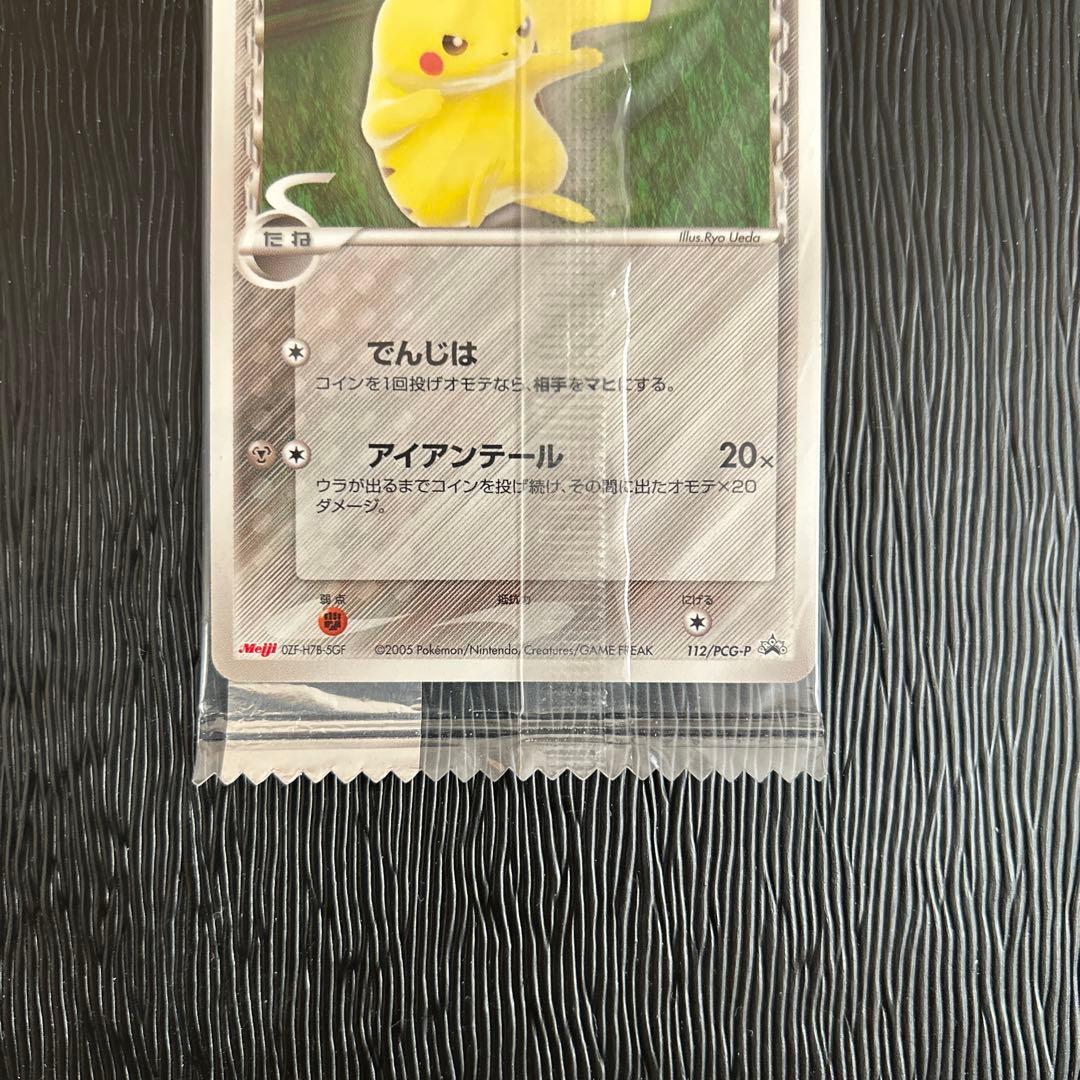 たね
Illus.Ryo Ueda
でんじは
コインを1回投げオモテなら、相手をマヒにする。
アイアンテール 20×
ウラが出るまでコインを投げ続け、その間に出たオモテ×20
ダメージ。
弱点 抵抗力 にげる
Meiji 0ZF-H7B-5GF ©2005 Pokémon/Nintendo, Creatures/GAME FREAK 112/PCG-P